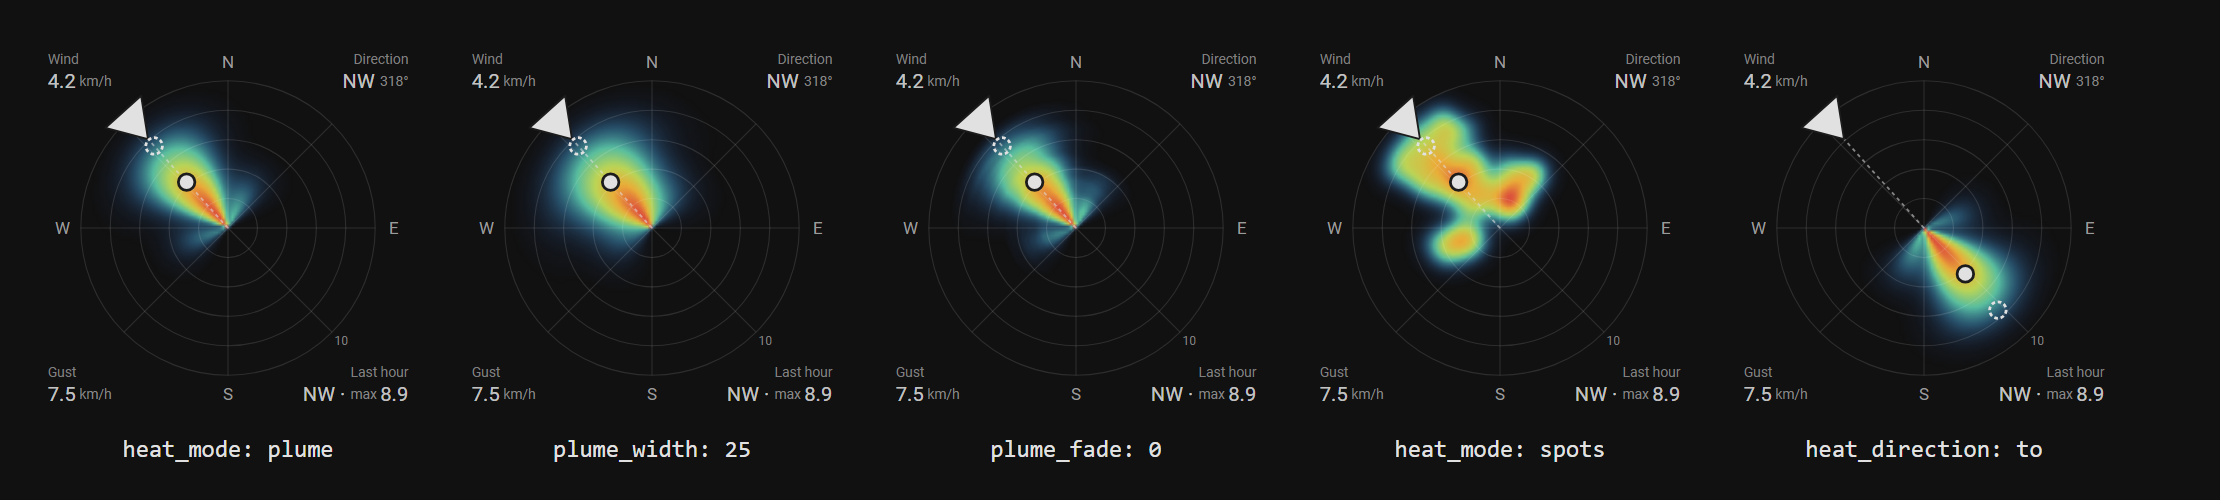 Wind
4.2 km/h
Direction
NW 318°
N
W
E
S
10
Gust
7.5 km/h
Last hour
NW · max 8.9
heat_mode: plume
Wind
4.2 km/h
Direction
NW 318°
N
W
E
S
10
Gust
7.5 km/h
Last hour
NW · max 8.9
plume_width: 25
Wind
4.2 km/h
Direction
NW 318°
N
W
E
S
10
Gust
7.5 km/h
Last hour
NW · max 8.9
plume_fade: 0
Wind
4.2 km/h
Direction
NW 318°
N
W
E
S
10
Gust
7.5 km/h
Last hour
NW · max 8.9
heat_mode: spots
Wind
4.2 km/h
Direction
NW 318°
N
W
E
S
10
Gust
7.5 km/h
Last hour
NW · max 8.9
heat_direction: to